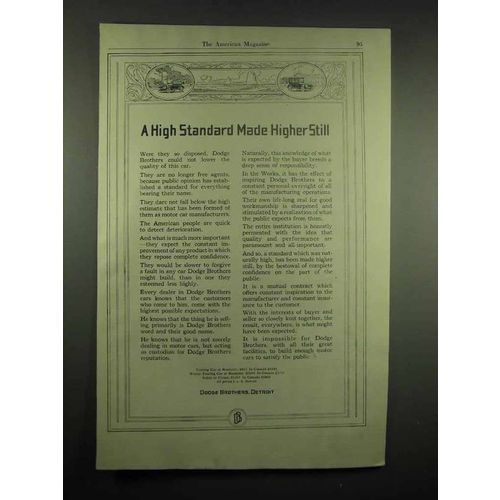 The American Magazine
95
A High Standard Made Higher Still
Were they so disposed, Dodge
Brothers could not lower the
quality of this car.
They are no longer free agents,
because public opinion has estab-
lished a standard for everything
bearing their name.
They dare not fall below the high
estimate that has been formed of
them as motor car manufacturers.
The American people are quick
to detect deterioration.
And what is much more important
—they expect the constant im-
provement of any product in which
they repose complete confidence.
They would be slower to forgive
a fault in any car Dodge Brothers
might build, than in one they
esteemed less highly.
Every dealer in Dodge Brothers
cars knows that the customers
who come to him, come with the
highest possible expectations.
He knows that the thing he is sell-
ing primarily is Dodge Brothers
word and their good name.
He knows that he is not merely
dealing in motor cars, but acting
as custodian for Dodge Brothers
reputation.
Naturally, this knowledge of what
is expected by the buyer breeds a
deep sense of responsibility.
In the Works, it has the effect of
inspiring Dodge Brothers to a
constant personal oversight of all
of the manufacturing operations.
Their own life-long zeal for good
workmanship is sharpened and
stimulated by a realization of what
the public expects from them.
The entire institution is honestly
permeated with the idea that
quality and performance are
paramount and all important.
And so, a standard which was nat-
urally high, has been made higher
still, by the bestowal of complete
confidence on the part of the
public.
It is a mutual contract which
offers constant inspiration to the
manufacturer and constant insur-
ance to the customer.
With the interests of buyer and
seller so closely knit together, the
result, everywhere, is what might
have been expected.
It is impossible for Dodge
Brothers, with all their great
facilities, to build enough motor
cars to satisfy the public.
Dodge Brothers, Detroit